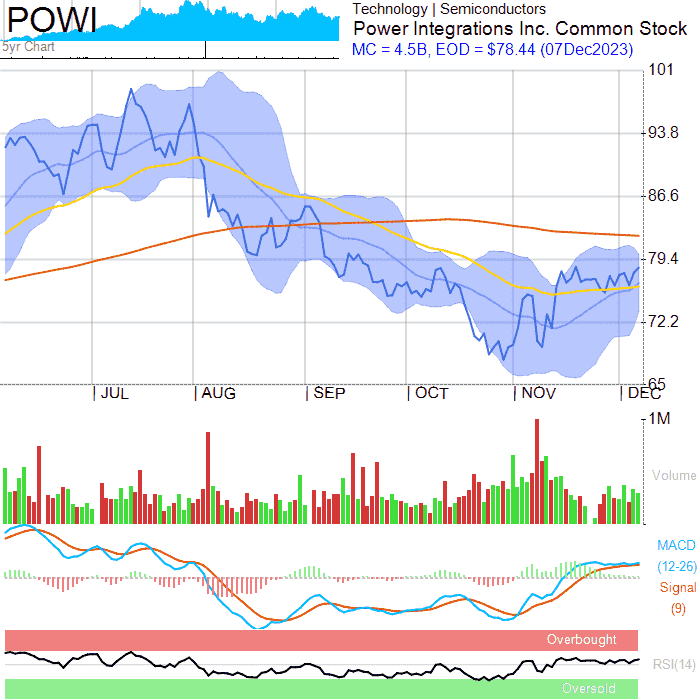 POWI
5yr Chart
Technology | Semiconductors
Power Integrations Inc. Common Stock
MC = 4.5B, EOD = $78.44 (07Dec2023)
101
93.8
86.6
79.4
72.2
65
JUL
AUG
SEP
OCT
NOV
DEC
1M
Volume
MACD
(12-26)
Signal
(9)
Overbought
RSI(14)
Oversold